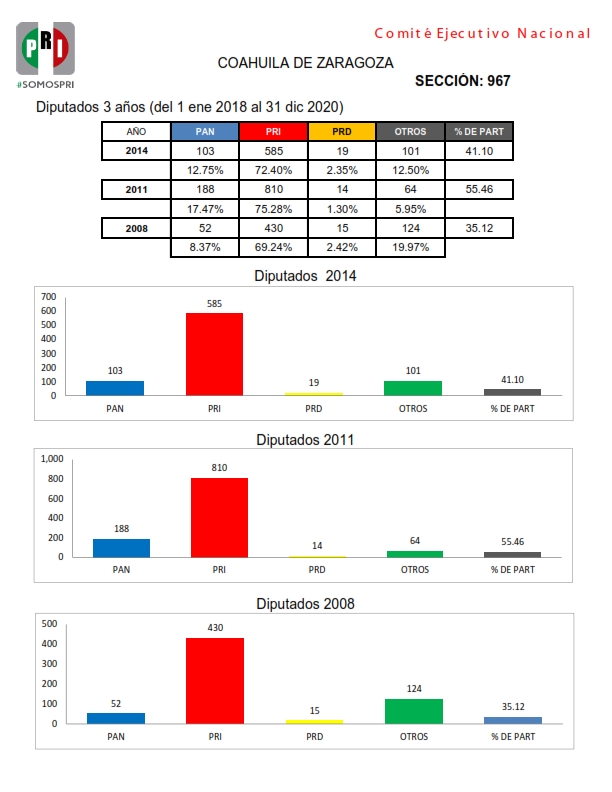 PRI
#SOMOSPRI
Comité Ejecutivo Nacional
COAHUILA DE ZARAGOZA
SECCIÓN: 967
Diputados 3 años (del 1 ene 2018 al 31 dic 2020)
AÑO PAN PRI PRD OTROS % DE PART
2014 103 585 19 101 41.10
12.75% 72.40% 2.35% 12.50%
2011 188 810 14 64 55.46
17.47% 75.28% 1.30% 5.95%
2008 52 430 15 124 35.12
8.37% 69.24% 2.42% 19.97%
Diputados 2014
700
600
500
400
300
200
100
0
103 585 19 101 41.10
PAN PRI PRD OTROS % DE PART
Diputados 2011
1,000
800
600
400
200
0
188 810 14 64 55.46
PAN PRI PRD OTROS % DE PART
Diputados 2008
500
400
300
200
100
0
52 430 15 124 35.12
PAN PRI PRD OTROS % DE PART